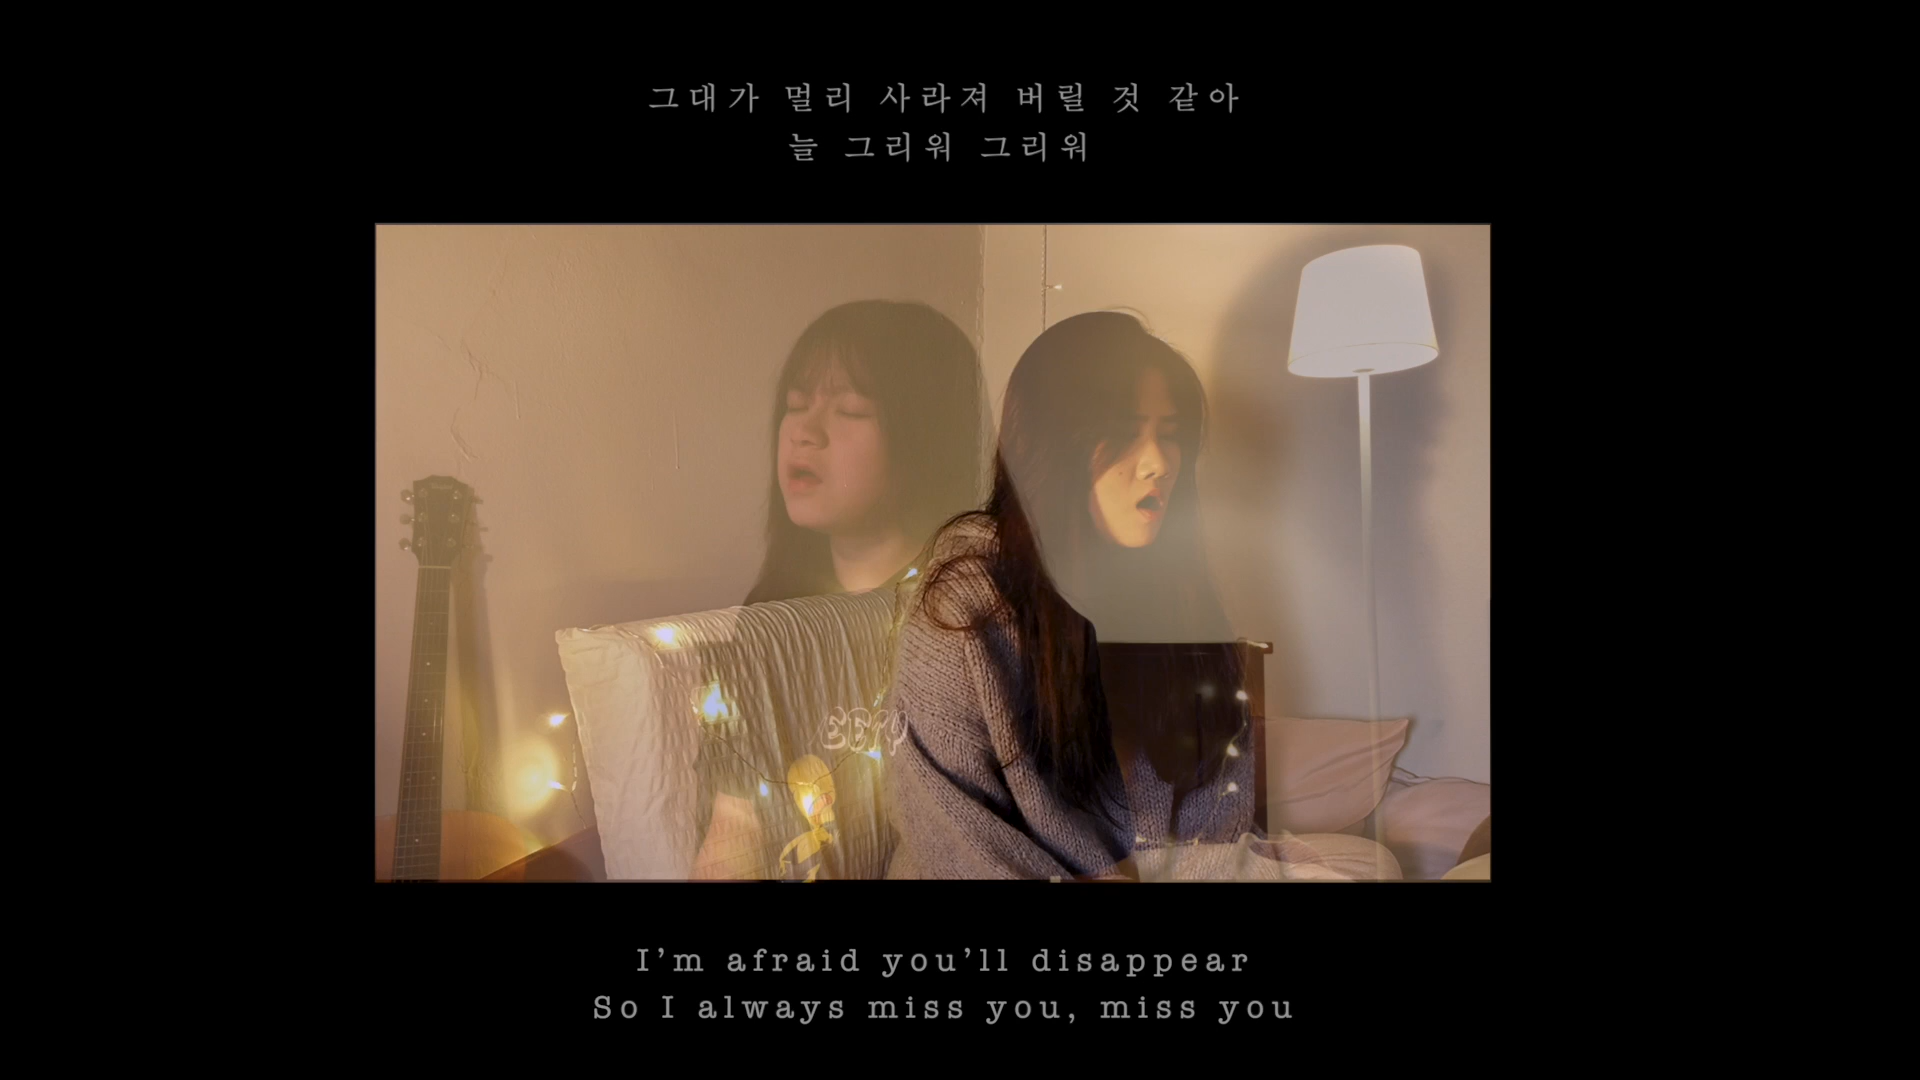 그대가 멀리 사라져 버릴 것 같아
늘 그리워 그리워
I’m afraid you’ll disappear
So I always miss you, miss you